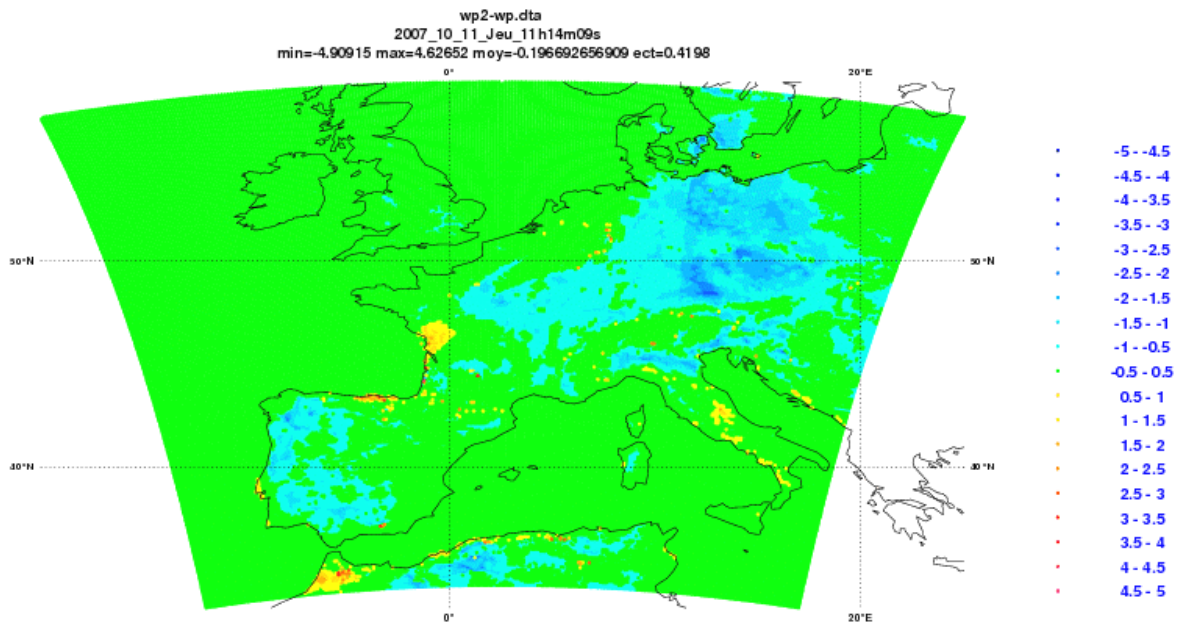 wp2-wp.dta
2007_10_11_Jeu_11h14m09s
min=-4.90915 max=4.62652 moy=-0.196692656909 ect=0.4198
0° 20°E
50°N 50°N
40°N 40°N
0° 20°E
-5 - -4.5
-4.5 - -4
-4 - -3.5
-3.5 - -3
-3 - -2.5
-2.5 - -2
-2 - -1.5
-1.5 - -1
-1 - -0.5
-0.5 - 0.5
0.5 - 1
1 - 1.5
1.5 - 2
2 - 2.5
2.5 - 3
3 - 3.5
3.5 - 4
4 - 4.5
4.5 - 5